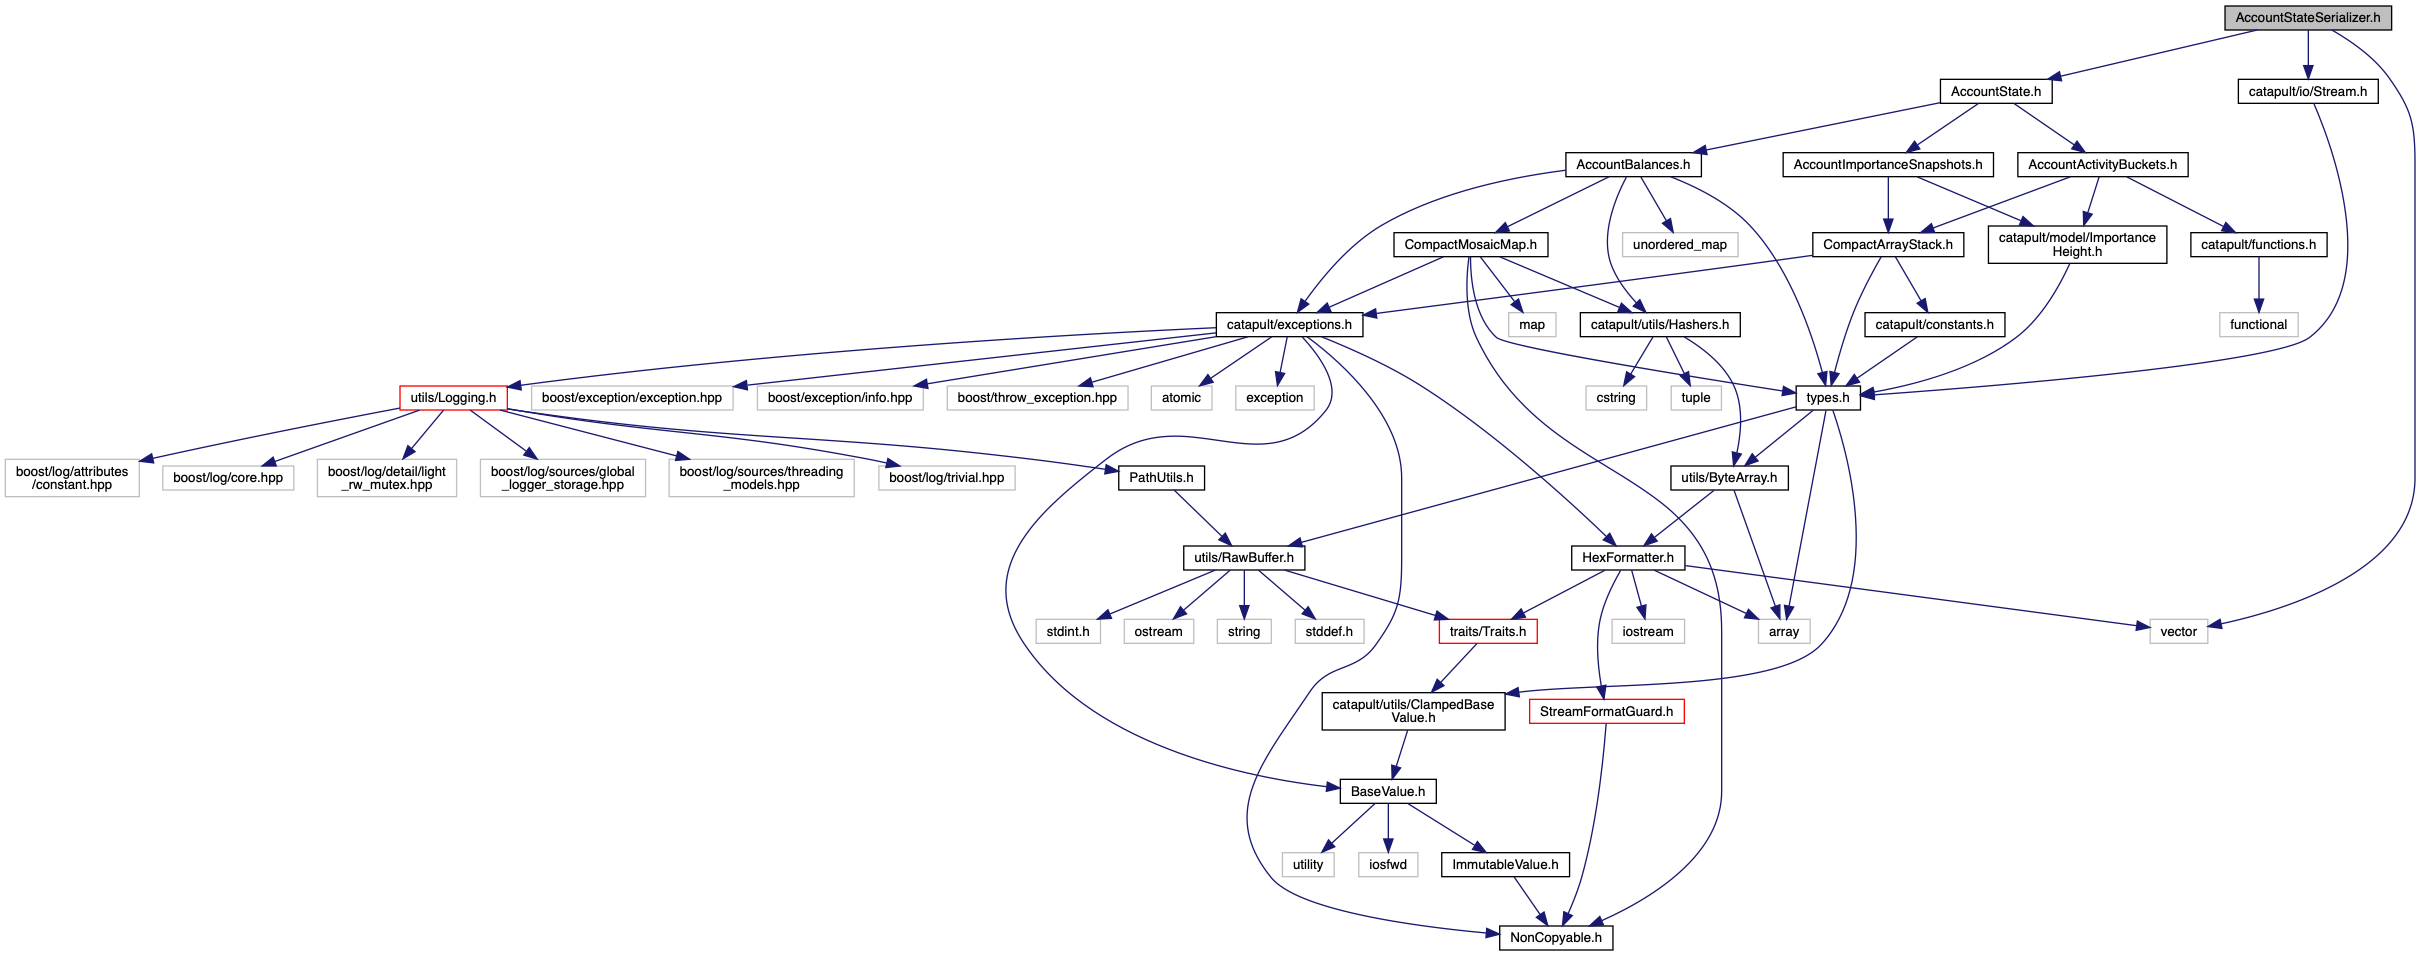 AccountStateSerializer.h
AccountState.h
catapult/io/Stream.h
AccountBalances.h
AccountImportanceSnapshots.h
AccountActivityBuckets.h
CompactMosaicMap.h
unordered_map
CompactArrayStack.h
catapult/model/Importance
Height.h
catapult/functions.h
catapult/exceptions.h
map
catapult/utils/Hashers.h
catapult/constants.h
functional
utils/Logging.h
boost/exception/exception.hpp
boost/exception/info.hpp
boost/throw_exception.hpp
atomic
exception
cstring
tuple
types.h
boost/log/attributes
/constant.hpp
boost/log/core.hpp
boost/log/detail/light
_rw_mutex.hpp
boost/log/sources/global
_logger_storage.hpp
boost/log/sources/threading
_models.hpp
boost/log/trivial.hpp
PathUtils.h
utils/ByteArray.h
utils/RawBuffer.h
HexFormatter.h
stdint.h
ostream
string
stddef.h
traits/Traits.h
iostream
array
vector
catapult/utils/ClampedBase
Value.h
StreamFormatGuard.h
BaseValue.h
utility
iosfwd
ImmutableValue.h
NonCopyable.h